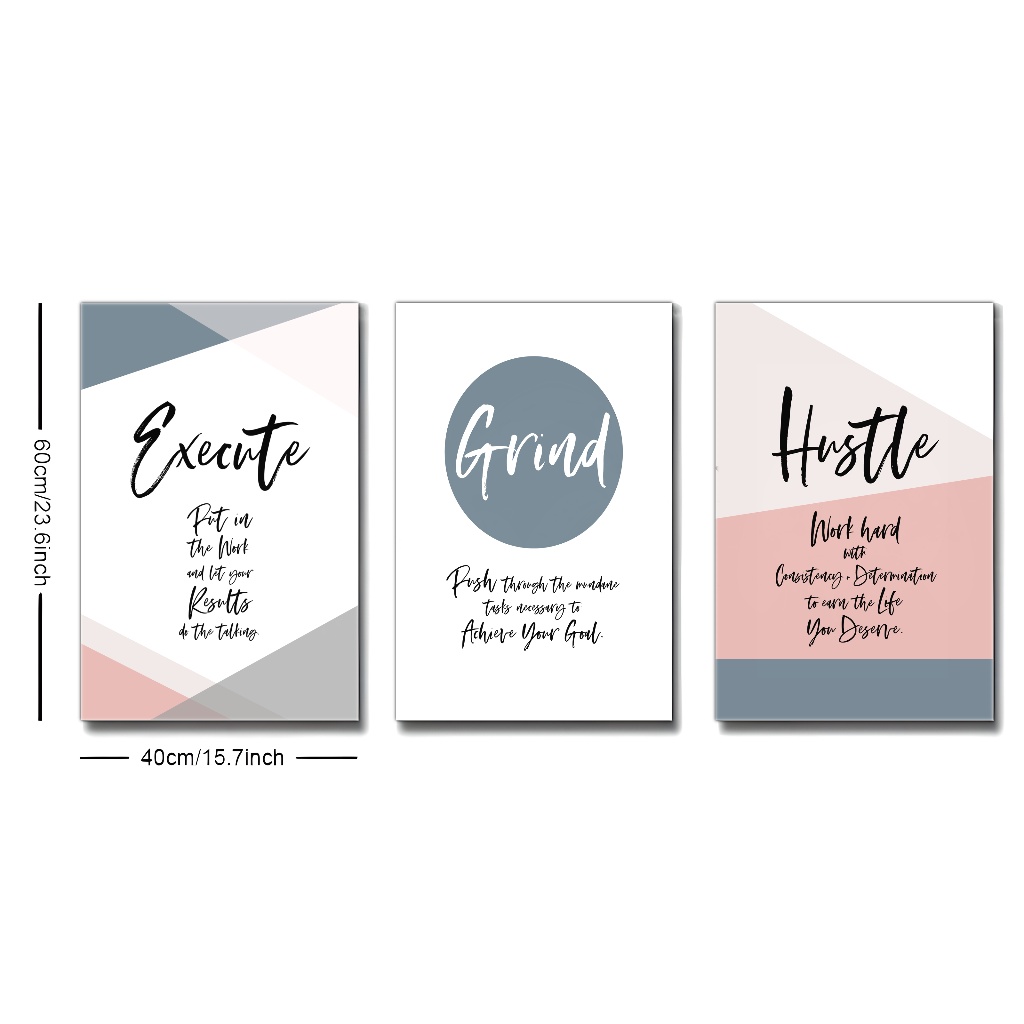 60cm/23.6inch
Execute
Put in
the Work
and let your
Results
do the talking.
Grind
Push through the mundane
tasks necessary to
Achieve Your Goal.
Hustle
Work hard
with
Consistency + Determination
to earn the Life
You Deserve.
40cm/15.7inch